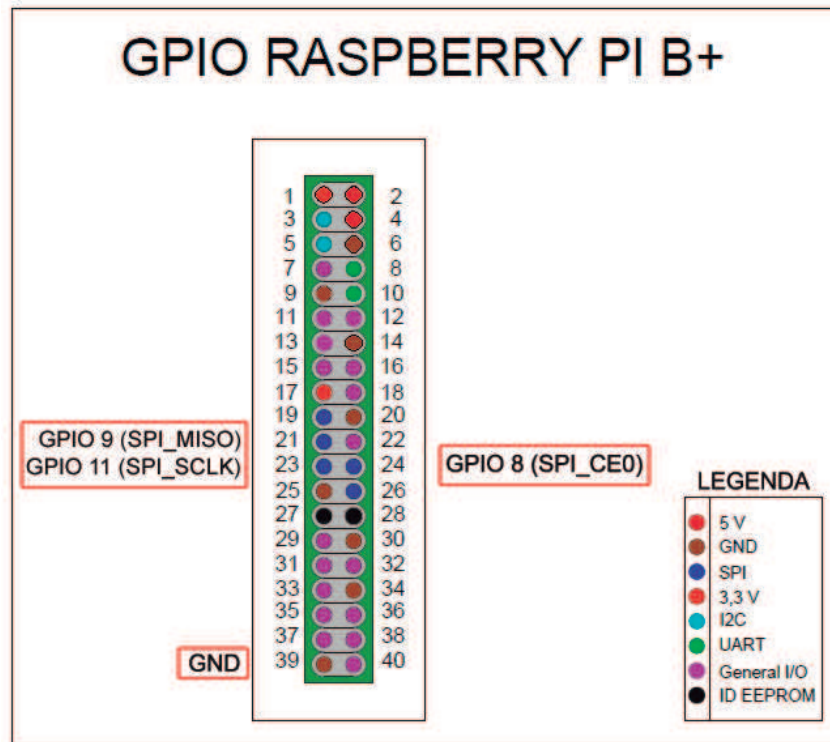 GPIO RASPBERRY PI B+
1 2
3 4
5 6
7 8
9 10
11 12
13 14
15 16
17 18
19 20
21 22
23 24
25 26
27 28
29 30
31 32
33 34
35 36
37 38
39 40
GPIO 9 (SPI_MISO)
GPIO 11 (SPI_SCLK)
GND
GPIO 8 (SPI_CE0)
LEGENDA
5 V
GND
SPI
3,3 V
I2C
UART
General I/O
ID EEPROM